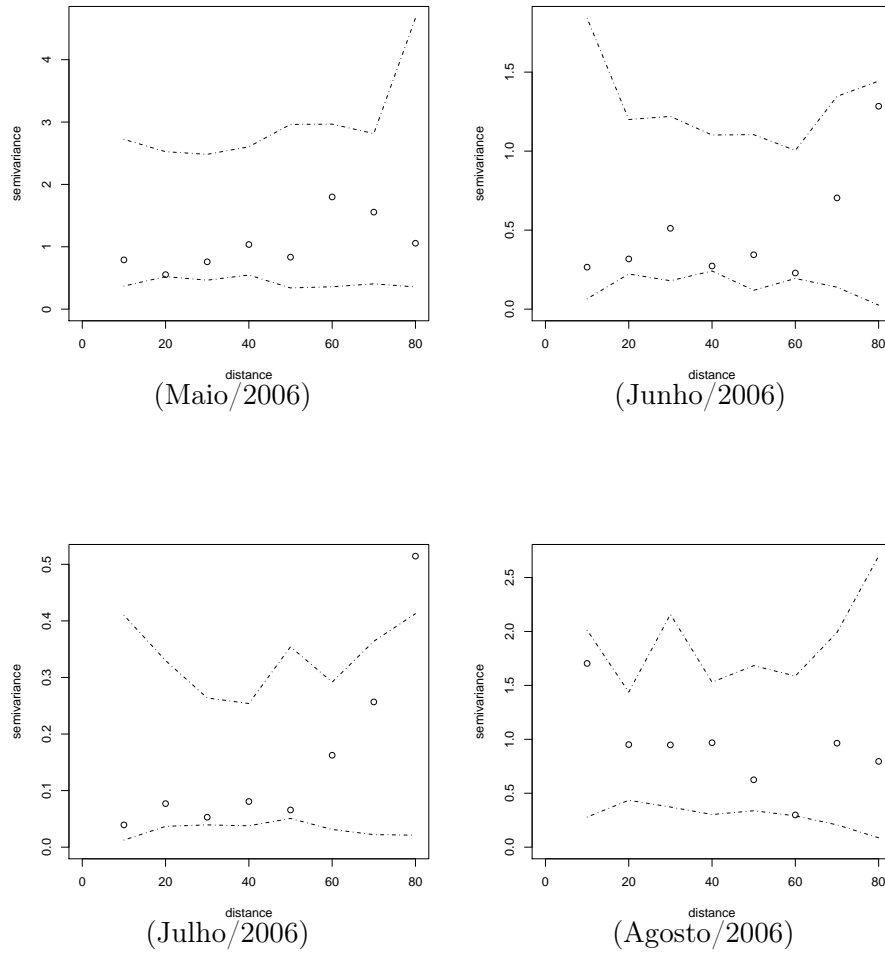 4
3
2
1
0
semivariance
0 20 40 60 80
distance
(Maio/2006)
1.5
1.0
0.5
0.0
semivariance
0 20 40 60 80
distance
(Junho/2006)
0.5
0.4
0.3
0.2
0.1
0.0
semivariance
0 20 40 60 80
distance
(Julho/2006)
2.5
2.0
1.5
1.0
0.5
0.0
semivariance
0 20 40 60 80
distance
(Agosto/2006)